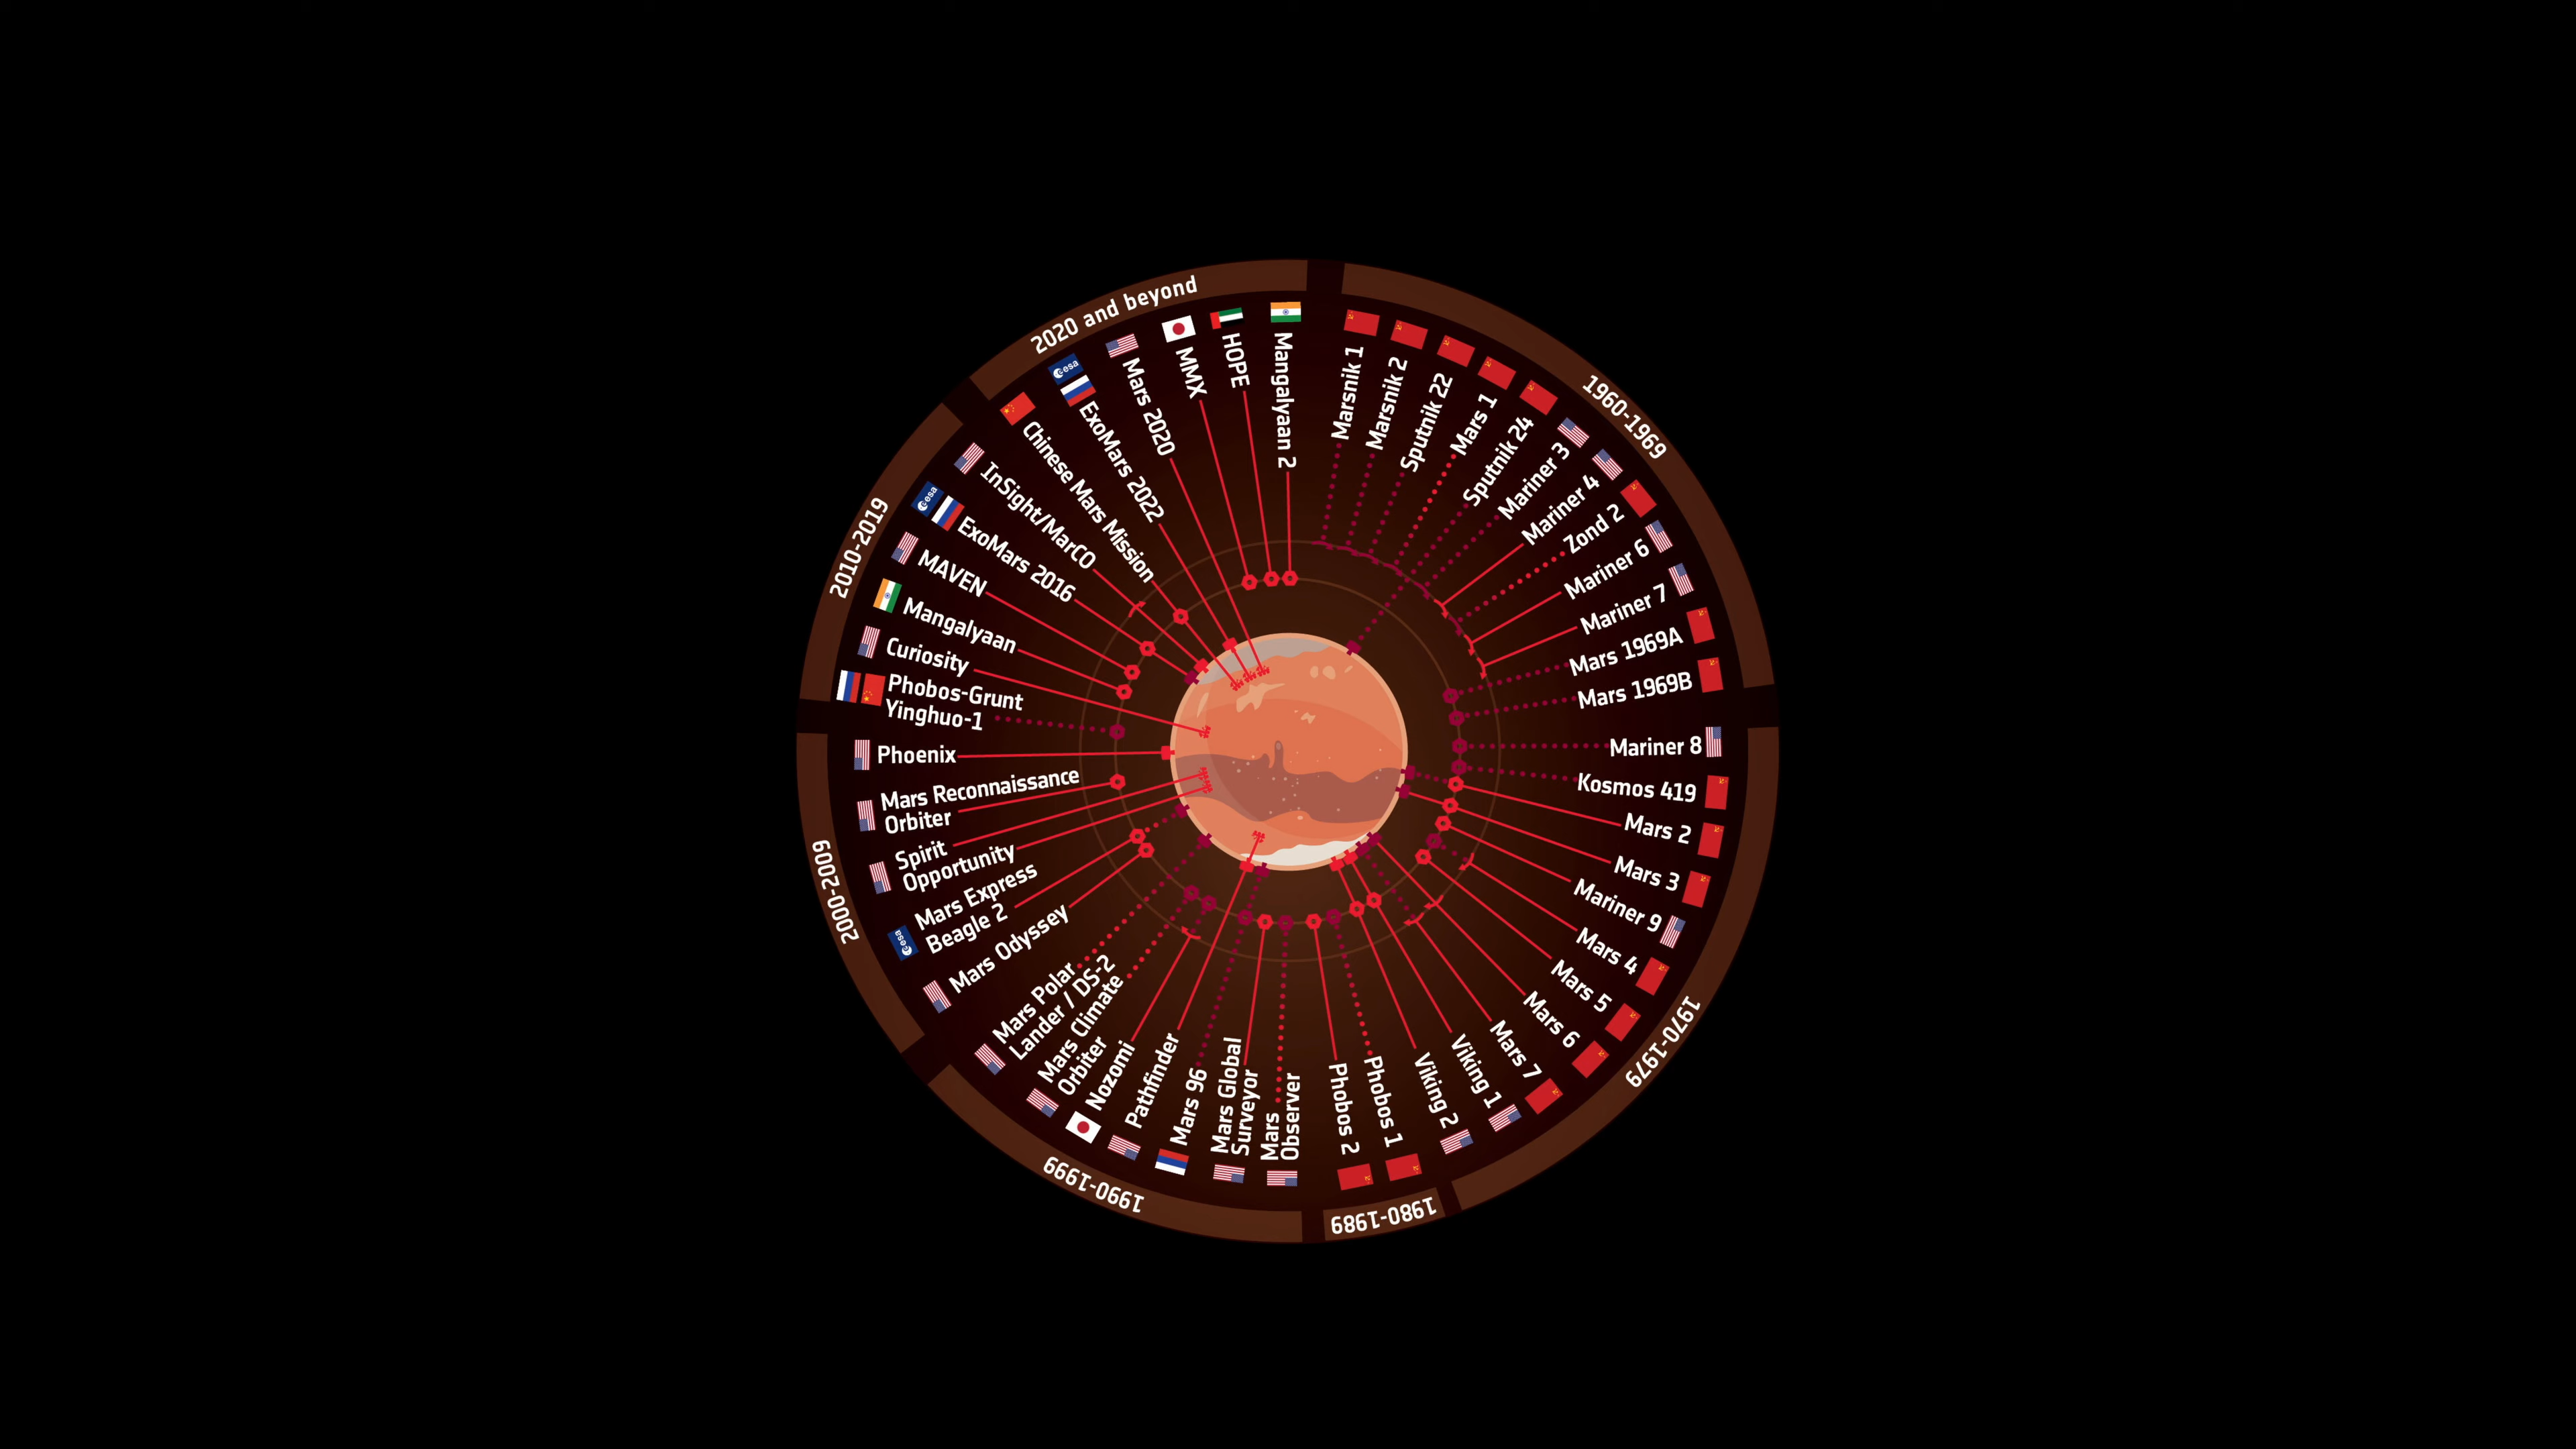 1960-1969
Marsnik 1
Marsnik 2
Sputnik 22
Mars 1
Sputnik 24
Mariner 3
Mariner 4
Zond 2
Mariner 6
Mariner 7
Mars 1969A
Mars 1969B
1970-1979
Mariner 8
Kosmos 419
Mars 2
Mars 3
Mariner 9
Mars 4
Mars 5
Mars 6
Mars 7
Viking 1
Viking 2
1980-1989
Phobos 1
Phobos 2
1990-1999
Mars
Observer
Mars Global
Surveyor
Mars 96
Pathfinder
Nozomi
Mars Climate
Orbiter
Mars Polar
Lander / DS-2
2000-2009
Mars Odyssey
esa
Mars Express
Beagle 2
Spirit
Opportunity
Mars Reconnaissance
Orbiter
Phoenix
2010-2019
Phobos-Grunt
Yinghuo-1
Curiosity
Mangalyaan
MAVEN
esa
ExoMars 2016
InSight/MarCO
2020 and beyond
Chinese Mars Mission
esa
ExoMars 2022
Mars 2020
MMX
HOPE
Mangalyaan 2